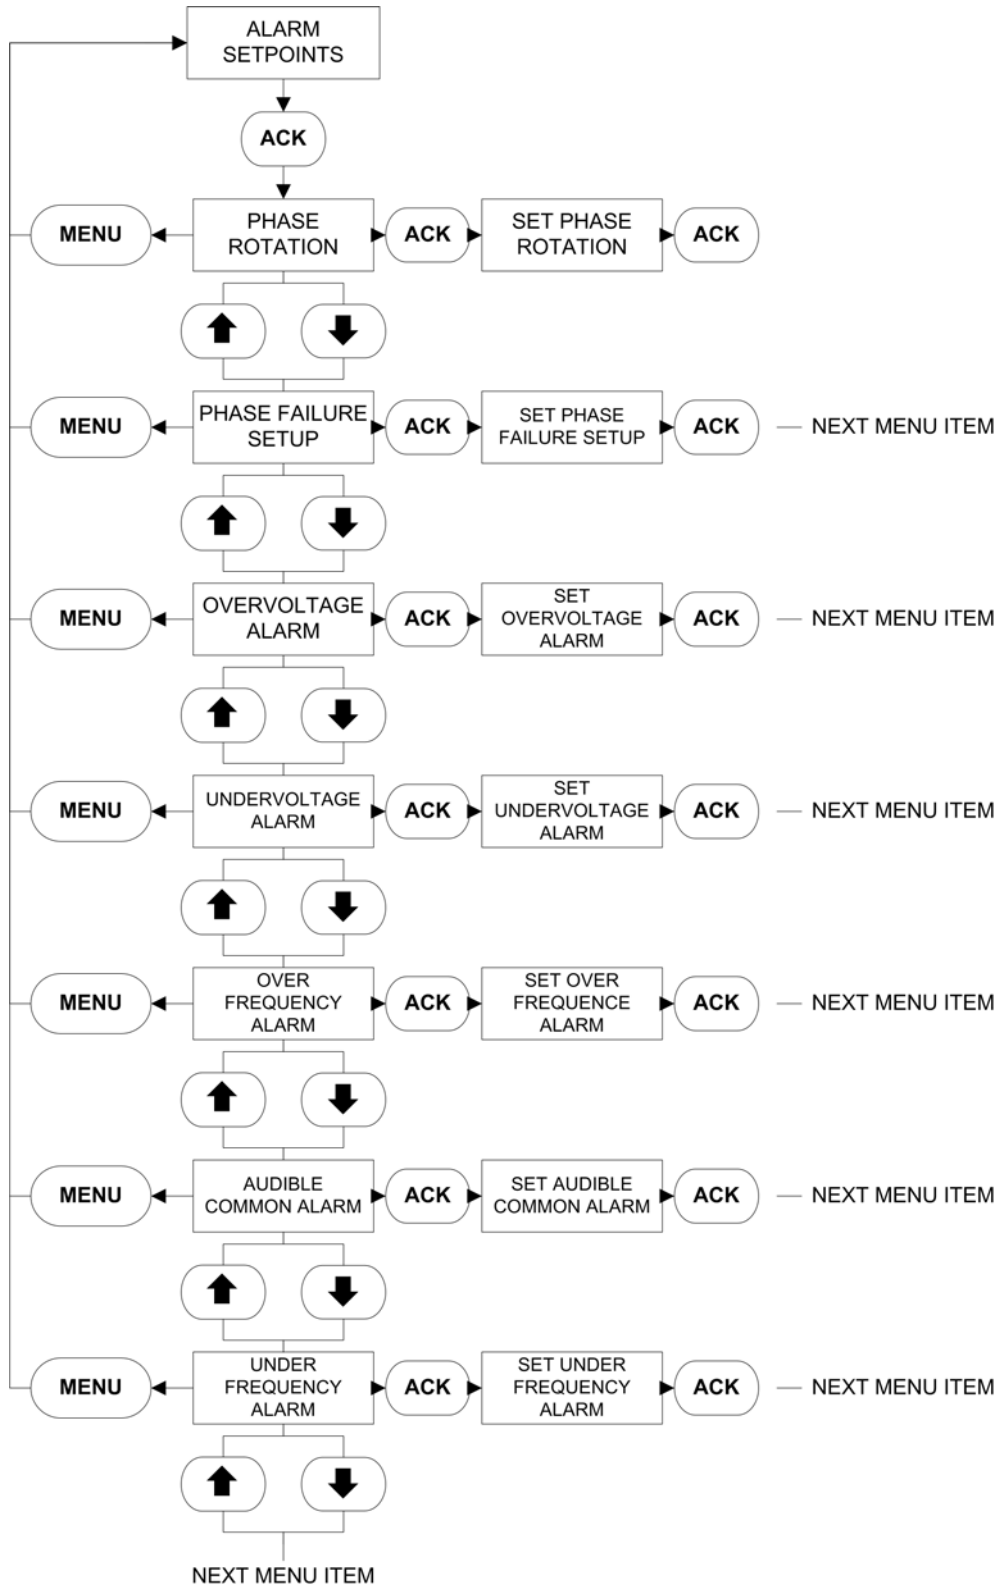 ALARM
SETPOINTS
ACK
MENU
PHASE
ROTATION
ACK
SET PHASE
ROTATION
ACK
MENU
PHASE FAILURE
SETUP
ACK
SET PHASE
FAILURE SETUP
ACK
NEXT MENU ITEM
MENU
OVERVOLTAGE
ALARM
ACK
SET
OVERVOLTAGE
ALARM
ACK
NEXT MENU ITEM
MENU
UNDERVOLTAGE
ALARM
ACK
SET
UNDERVOLTAGE
ALARM
ACK
NEXT MENU ITEM
MENU
OVER
FREQUENCY
ALARM
ACK
SET OVER
FREQUENCE
ALARM
ACK
NEXT MENU ITEM
MENU
AUDIBLE
COMMON ALARM
ACK
SET AUDIBLE
COMMON ALARM
ACK
NEXT MENU ITEM
MENU
UNDER
FREQUENCY
ALARM
ACK
SET UNDER
FREQUENCY
ALARM
ACK
NEXT MENU ITEM
NEXT MENU ITEM